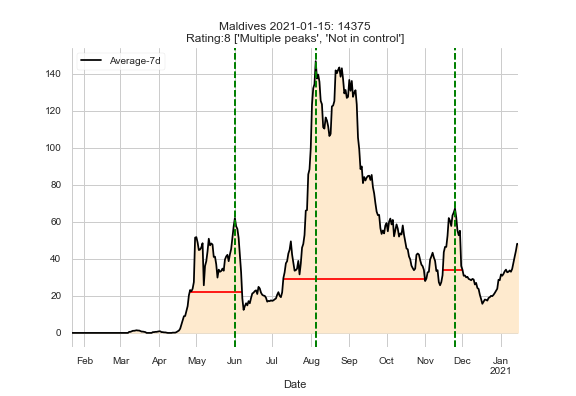 Maldives 2021-01-15: 14375
Rating:8 ['Multiple peaks', 'Not in control']
Average-7d
140
120
100
80
60
40
20
0
Feb Mar Apr May Jun Jul Aug Sep Oct Nov Dec Jan
2021
Date